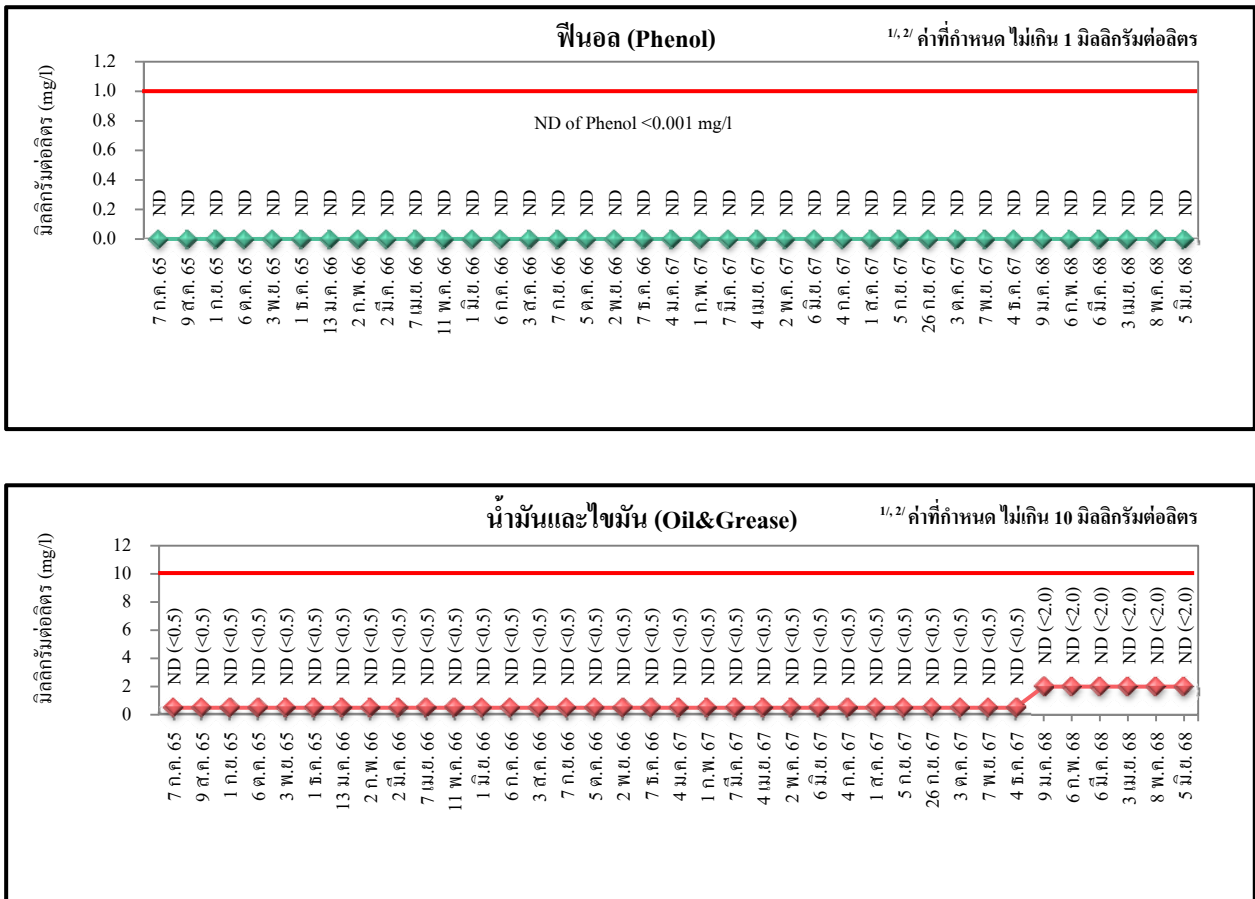 ฟีนอล (Phenol)
1/, 2/ ค่าที่กำหนด ไม่เกิน 1 มิลลิกรัมต่อลิตร
มิลลิกรัมต่อลิตร (mg/l)
1.2
1.0
0.8
0.6
0.4
0.2
0.0
ND of Phenol <0.001 mg/l
ND ND ND ND ND ND ND ND ND ND ND ND ND ND ND ND ND ND ND ND ND ND ND ND ND ND ND ND ND ND ND ND ND ND ND ND ND
7 ก.ค. 65
9 ส.ค. 65
1 ก.ย. 65
6 ต.ค. 65
3 พ.ย. 65
1 ธ.ค. 65
13 ม.ค. 66
2 ก.พ. 66
2 มี.ค. 66
7 เม.ย. 66
11 พ.ค. 66
1 มิ.ย. 66
6 ก.ค. 66
3 ส.ค. 66
7 ก.ย. 66
5 ต.ค. 66
2 พ.ย. 66
7 ธ.ค. 66
4 ม.ค. 67
1 ก.พ. 67
7 มี.ค. 67
4 เม.ย. 67
2 พ.ค. 67
6 มิ.ย. 67
4 ก.ค. 67
1 ส.ค. 67
5 ก.ย. 67
26 ก.ย. 67
3 ต.ค. 67
7 พ.ย. 67
4 ธ.ค. 67
9 ม.ค. 68
6 ก.พ. 68
6 มี.ค. 68
3 เม.ย. 68
8 พ.ค. 68
5 มิ.ย. 68
น้ำมันและไขมัน (Oil&Grease)
1/, 2/ ค่าที่กำหนด ไม่เกิน 10 มิลลิกรัมต่อลิตร
มิลลิกรัมต่อลิตร (mg/l)
12
10
8
6
4
2
0
ND (<0.5) ND (<0.5) ND (<0.5) ND (<0.5) ND (<0.5) ND (<0.5) ND (<0.5) ND (<0.5) ND (<0.5) ND (<0.5) ND (<0.5) ND (<0.5) ND (<0.5) ND (<0.5) ND (<0.5) ND (<0.5) ND (<0.5) ND (<0.5) ND (<0.5) ND (<0.5) ND (<0.5) ND (<0.5) ND (<0.5) ND (<0.5) ND (<0.5) ND (<0.5) ND (<0.5) ND (<0.5) ND (<0.5) ND (<0.5) ND (<0.5) ND (<2.0) ND (<2.0) ND (<2.0) ND (<2.0) ND (<2.0) ND (<2.0)
7 ก.ค. 65
9 ส.ค. 65
1 ก.ย. 65
6 ต.ค. 65
3 พ.ย. 65
1 ธ.ค. 65
13 ม.ค. 66
2 ก.พ. 66
2 มี.ค. 66
7 เม.ย. 66
11 พ.ค. 66
1 มิ.ย. 66
6 ก.ค. 66
3 ส.ค. 66
7 ก.ย. 66
5 ต.ค. 66
2 พ.ย. 66
7 ธ.ค. 66
4 ม.ค. 67
1 ก.พ. 67
7 มี.ค. 67
4 เม.ย. 67
2 พ.ค. 67
6 มิ.ย. 67
4 ก.ค. 67
1 ส.ค. 67
5 ก.ย. 67
26 ก.ย. 67
3 ต.ค. 67
7 พ.ย. 67
4 ธ.ค. 67
9 ม.ค. 68
6 ก.พ. 68
6 มี.ค. 68
3 เม.ย. 68
8 พ.ค. 68
5 มิ.ย. 68